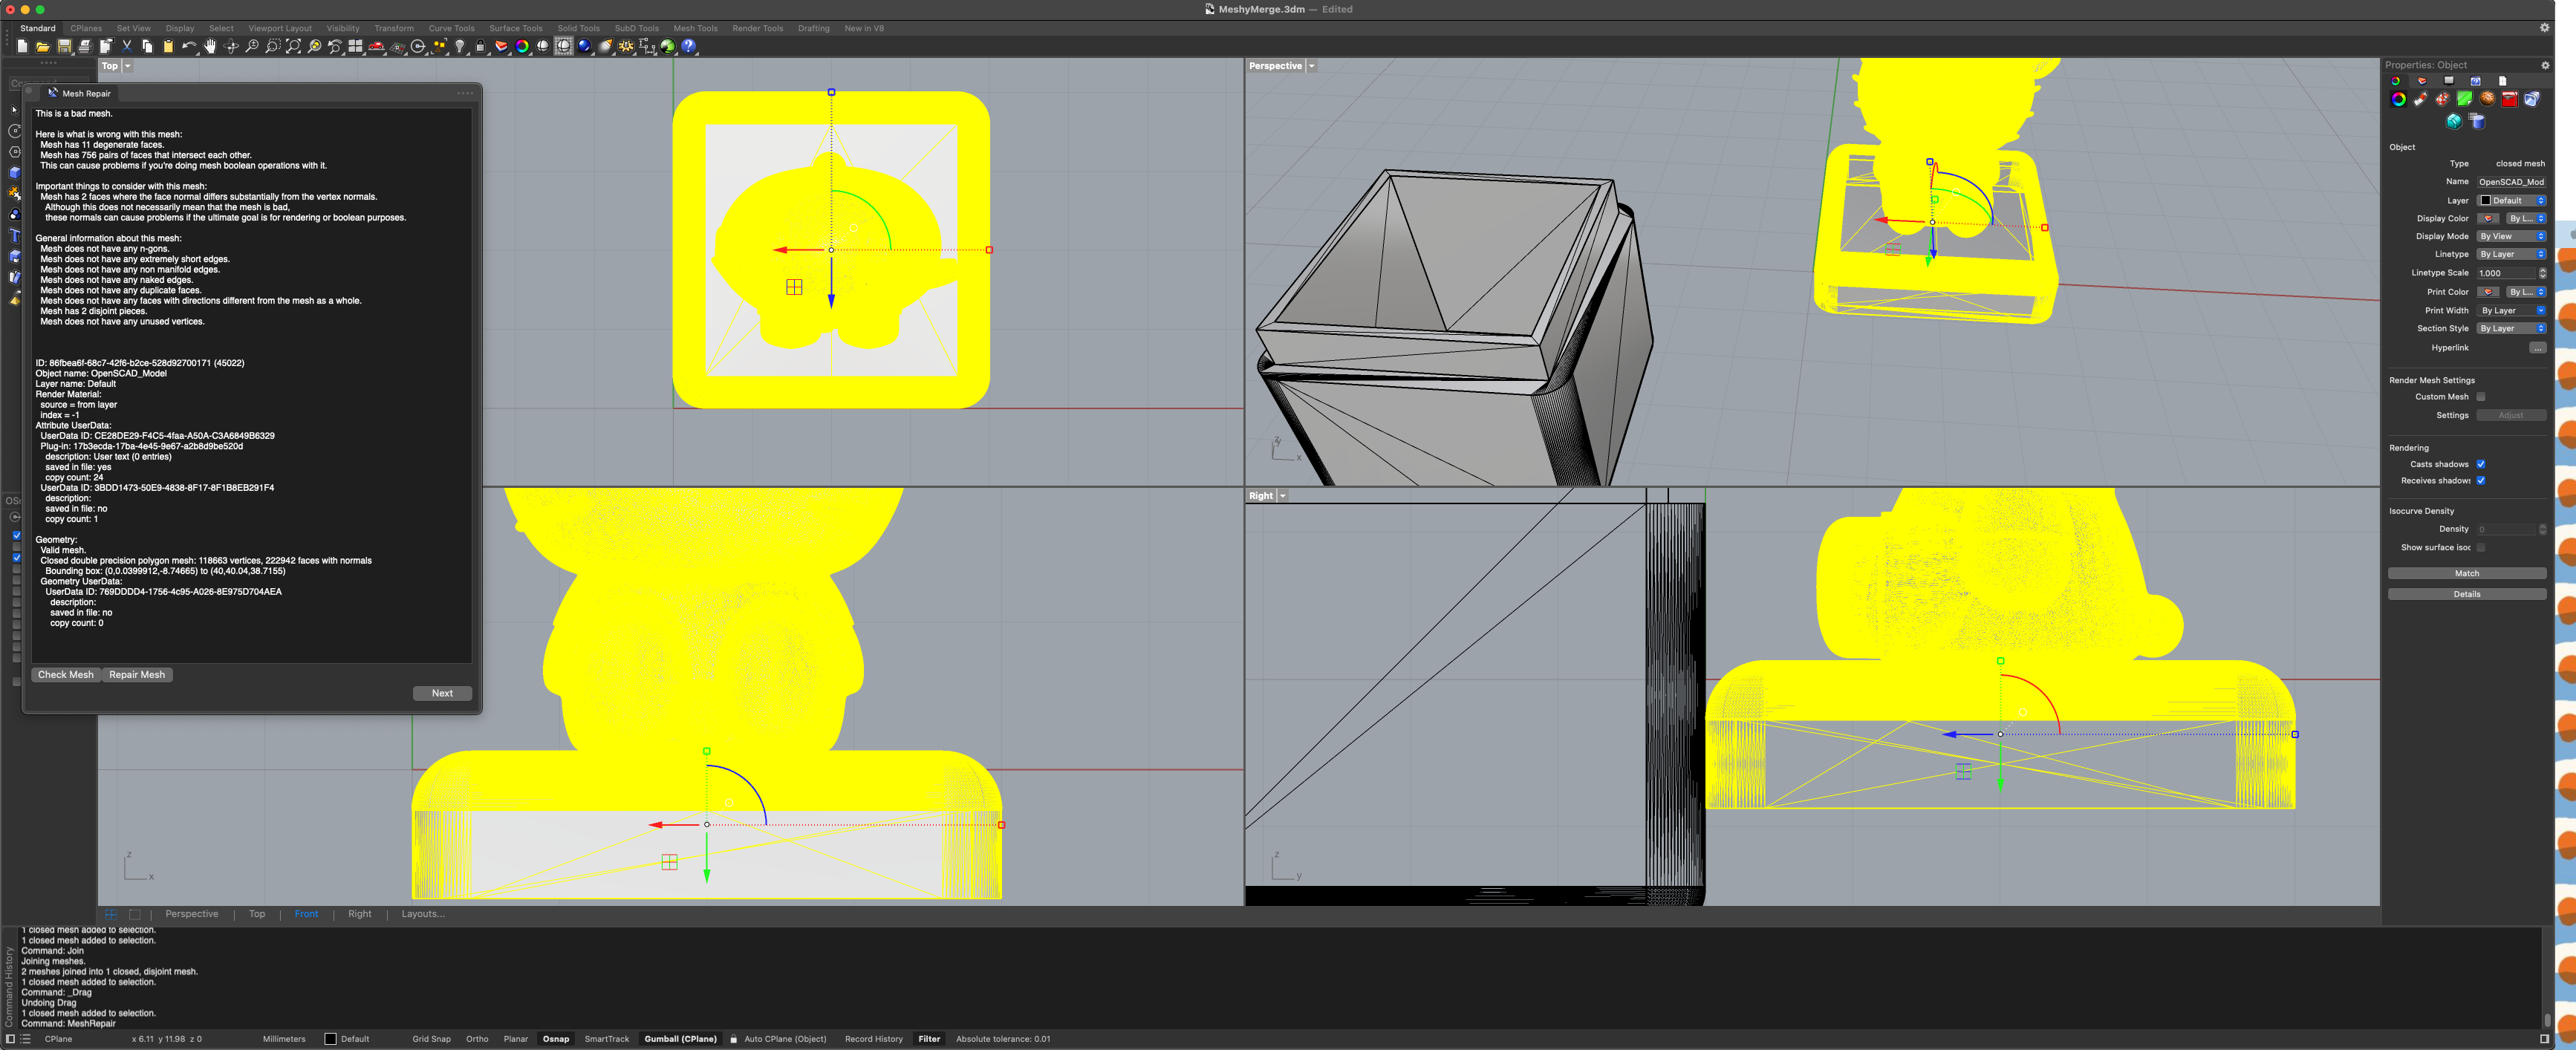 MeshyMerge.3dm — Edited
Standard CPlanes Set View Display Select Viewport Layout Visibility Transform Curve Tools Surface Tools Solid Tools SubD Tools Mesh Tools Render Tools Drafting New in V8
Top
Perspective
Mesh Repair
This is a bad mesh.
Here is what is wrong with this mesh:
Mesh has 11 degenerate faces.
Mesh has 756 pairs of faces that intersect each other.
This can cause problems if you're doing mesh boolean operations with it.
Important things to consider with this mesh:
Mesh has 2 faces where the face normal differs substantially from the vertex normals.
Although this does not necessarily mean that the mesh is bad,
these normals can cause problems if the ultimate goal is for rendering or boolean purposes.
General information about this mesh:
Mesh does not have any n-gons.
Mesh does not have any extremely short edges.
Mesh does not have any non manifold edges.
Mesh does not have any naked edges.
Mesh does not have any duplicate faces.
Mesh does not have any faces with directions different from the mesh as a whole.
Mesh has 2 disjoint pieces.
Mesh does not have any unused vertices.
ID: 86fbea6f-68c7-42f6-b2ce-528d92700171 (45022)
Object name: OpenSCAD_Model
Layer name: Default
Render Material:
source = from layer
index = -1
Attribute UserData:
UserData ID: CE28DE29-F4C5-4faa-A50A-C3A6849B6329
Plug-in: 17b3ecda-17ba-4e45-9e67-a2b8d9be520d
description: User text (0 entries)
saved in file: yes
copy count: 24
UserData ID: 3BDD1473-50E9-4838-8F17-8F1B8EB291F4
description:
saved in file: no
copy count: 1
Geometry:
Valid mesh.
Closed double precision polygon mesh: 118663 vertices, 222942 faces with normals
Bounding box: (0,0.0399912,-8.74665) to (40,40.04,38.7155)
Geometry UserData:
UserData ID: 769DDDD4-1756-4c95-A026-8E975D704AEA
description:
saved in file: no
copy count: 0
Check Mesh Repair Mesh
Next
Right
z
x
z
y
x
Properties: Object
Object
Type closed mesh
Name OpenSCAD_Mod
Layer Default
Display Color By L...
Display Mode By View
Linetype By Layer
Linetype Scale 1.000
Print Color By L...
Print Width By Layer
Section Style By Layer
Hyperlink ...
Render Mesh Settings
Custom Mesh
Settings Adjust
Rendering
Casts shadows
Receives shadows
Isocurve Density
Density 0
Show surface isoc
Match
Details
Perspective Top Front Right Layouts...
Command History
1 closed mesh added to selection.
1 closed mesh added to selection.
Command: Join
Joining meshes.
2 meshes joined into 1 closed, disjoint mesh.
1 closed mesh added to selection.
Command: _Drag
Undoing Drag
1 closed mesh added to selection.
Command: MeshRepair
CPlane x 6.11 y 11.98 z 0 Millimeters Default Grid Snap Ortho Planar Osnap SmartTrack Gumball (CPlane) Auto CPlane (Object) Record History Filter Absolute tolerance: 0.01